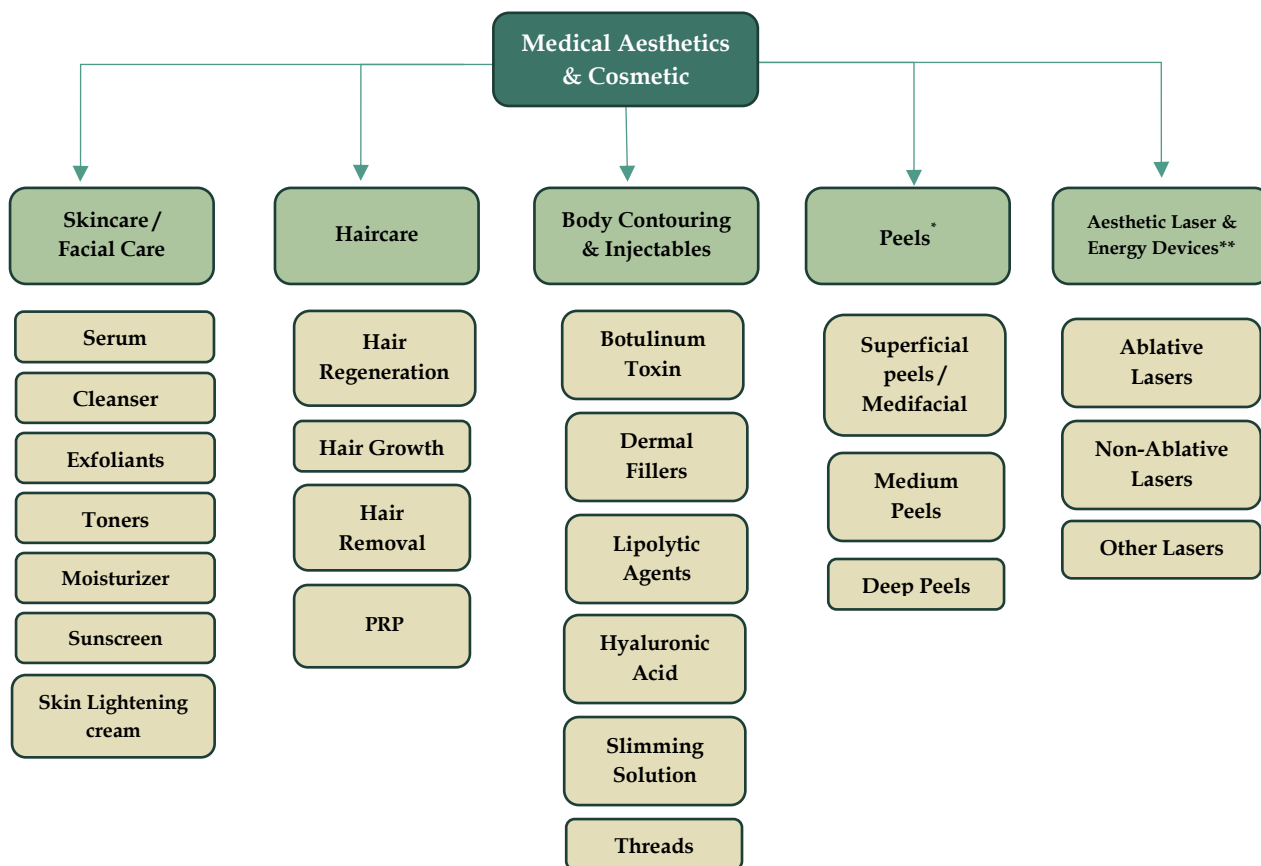 Medical Aesthetics
& Cosmetic
Skincare /
Facial Care
Haircare
Body Contouring
& Injectables
Peels*
Aesthetic Laser &
Energy Devices**
Serum
Cleanser
Exfoliants
Toners
Moisturizer
Sunscreen
Skin Lightening
cream
Hair
Regeneration
Hair Growth
Hair
Removal
PRP
Botulinum
Toxin
Dermal
Fillers
Lipolytic
Agents
Hyaluronic
Acid
Slimming
Solution
Threads
Superficial
peels /
Medifacial
Medium
Peels
Deep Peels
Ablative
Lasers
Non-Ablative
Lasers
Other Lasers